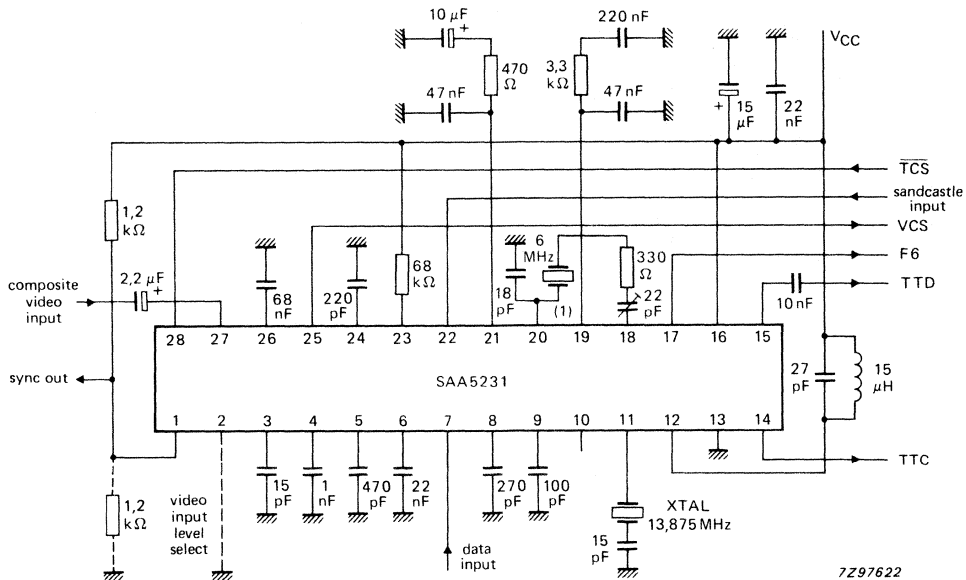 10 μF
+
220 nF
VCC
470
Ω
3,3
kΩ
47 nF
47 nF
+
15
μF
22
nF
TCS
sandcastle
input
1,2
kΩ
VCS
6
MHz
F6
330
Ω
2,2 μF
+
68
kΩ
TTD
composite
video
input
68
nF
220
pF
18
pF
(1)
22
pF
10 nF
28 27 26 25 24 23 22 21 20 19 18 17 16 15
sync out
SAA5231
27
pF
15
μH
1 2 3 4 5 6 7 8 9 10 11 12 13 14
TTC
15
pF
1
nF
470
pF
22
nF
270
pF
100
pF
1,2
kΩ
video
input
level
select
XTAL
13,875 MHz
15
pF
data
input
7Z97622